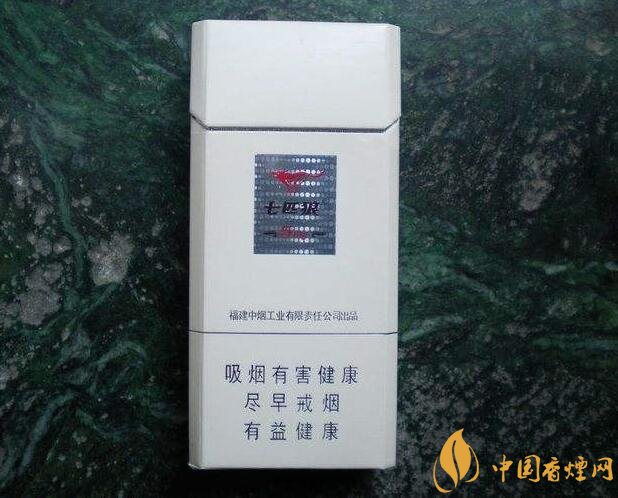 七匹狼
福建中烟工业有限责任公司出品
吸烟有害健康
尽早戒烟
有益健康
中国香煙网